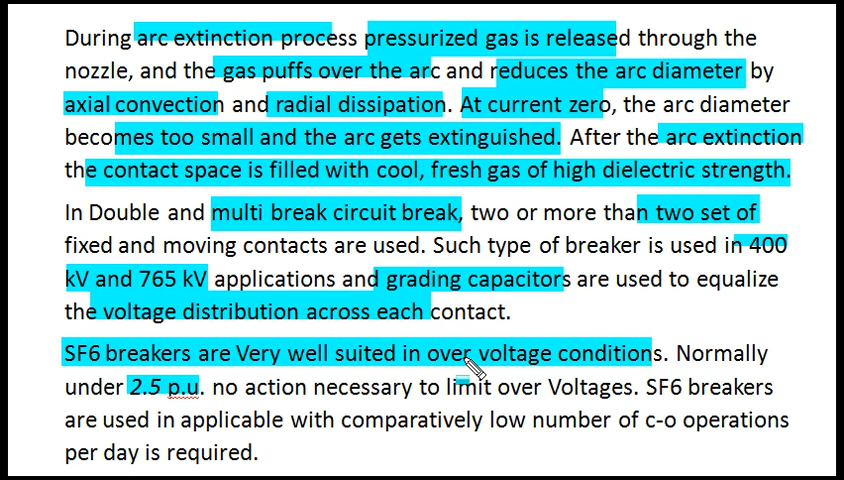 During arc extinction process pressurized gas is released through the
nozzle, and the gas puffs over the arc and reduces the arc diameter by
axial convection and radial dissipation. At current zero, the arc diameter
becomes too small and the arc gets extinguished. After the arc extinction
the contact space is filled with cool, fresh gas of high dielectric strength.
In Double and multi break circuit break, two or more than two set of
fixed and moving contacts are used. Such type of breaker is used in 400
kV and 765 kV applications and grading capacitors are used to equalize
the voltage distribution across each contact.
SF6 breakers are Very well suited in over voltage conditions. Normally
under 2.5 p.u. no action necessary to limit over Voltages. SF6 breakers
are used in applicable with comparatively low number of c-o operations
per day is required.